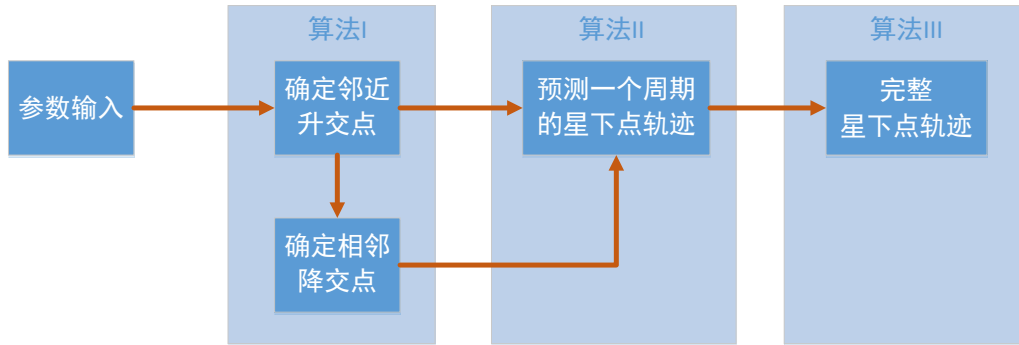 算法I
算法II
算法III
参数输入
确定邻近
升交点
预测一个周期
的星下点轨迹
完整
星下点轨迹
确定相邻
降交点